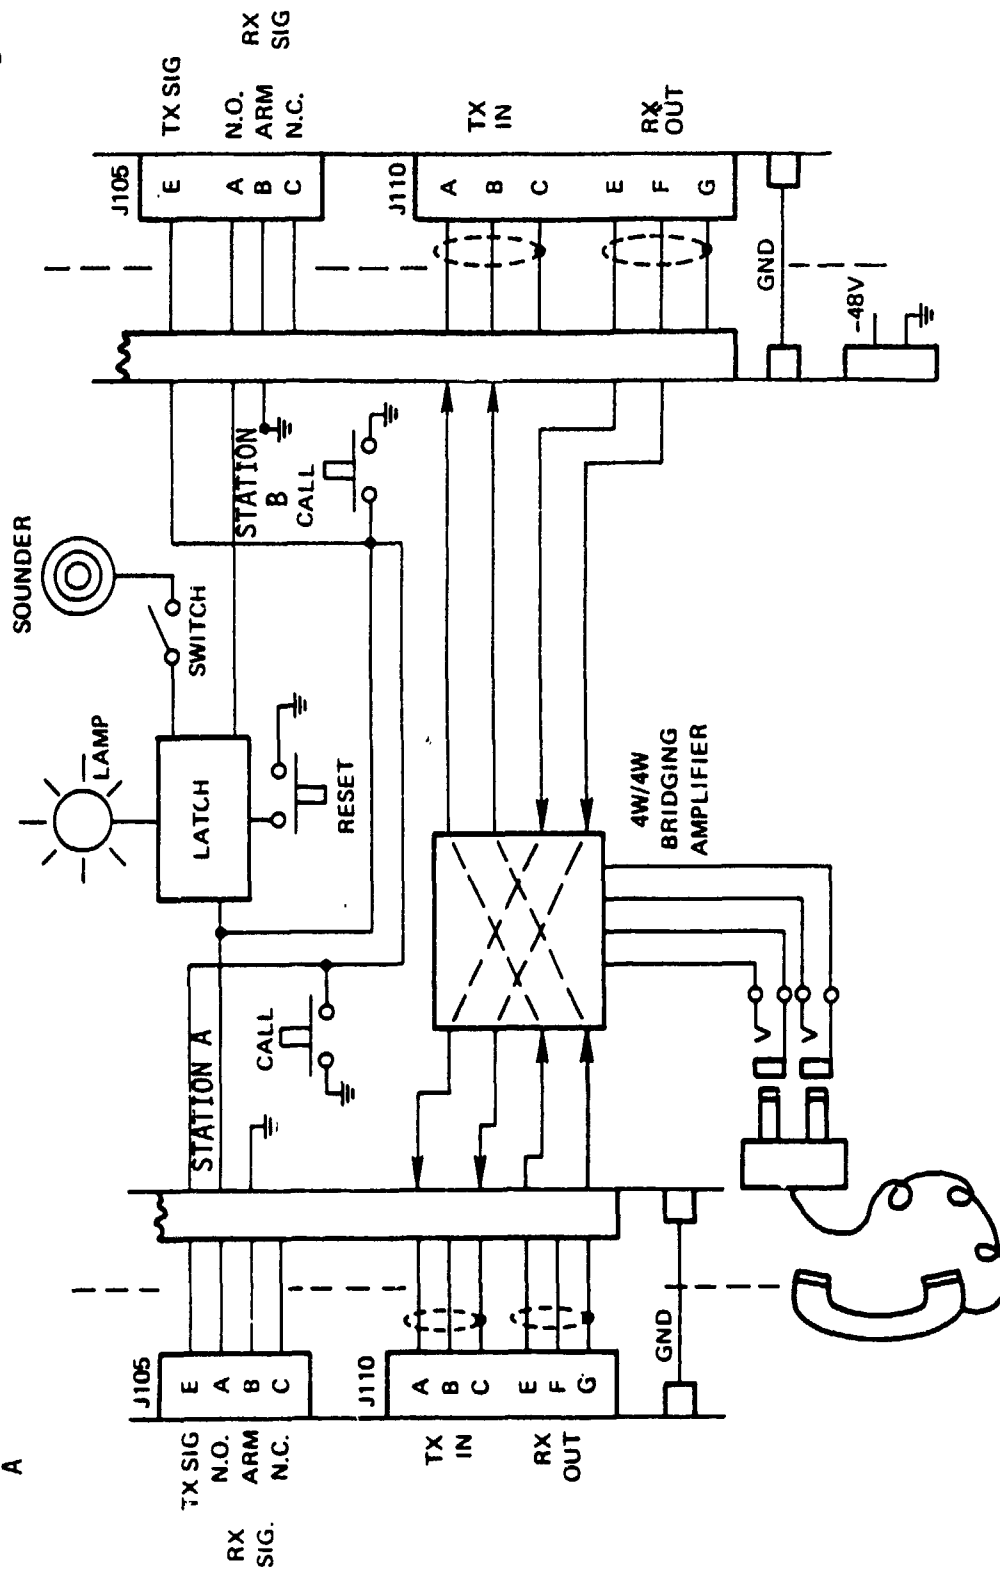 A
J105
TX SIG
N.O.
ARM
N.C.
RX
SIG.
E
A
B
C
J110
TX
IN
RX
OUT
A
B
C
E
F
G
GND
STATION A
CALL
LAMP
LATCH
RESET
SOUNDER
SWITCH
STATION
B
CALL
4W/4W
BRIDGING
AMPLIFIER
J105
E
A
B
C
TX SIG
N.O.
ARM
N.C.
RX
SIG
J110
A
B
C
E
F
G
TX
IN
RX
OUT
GND
-48V